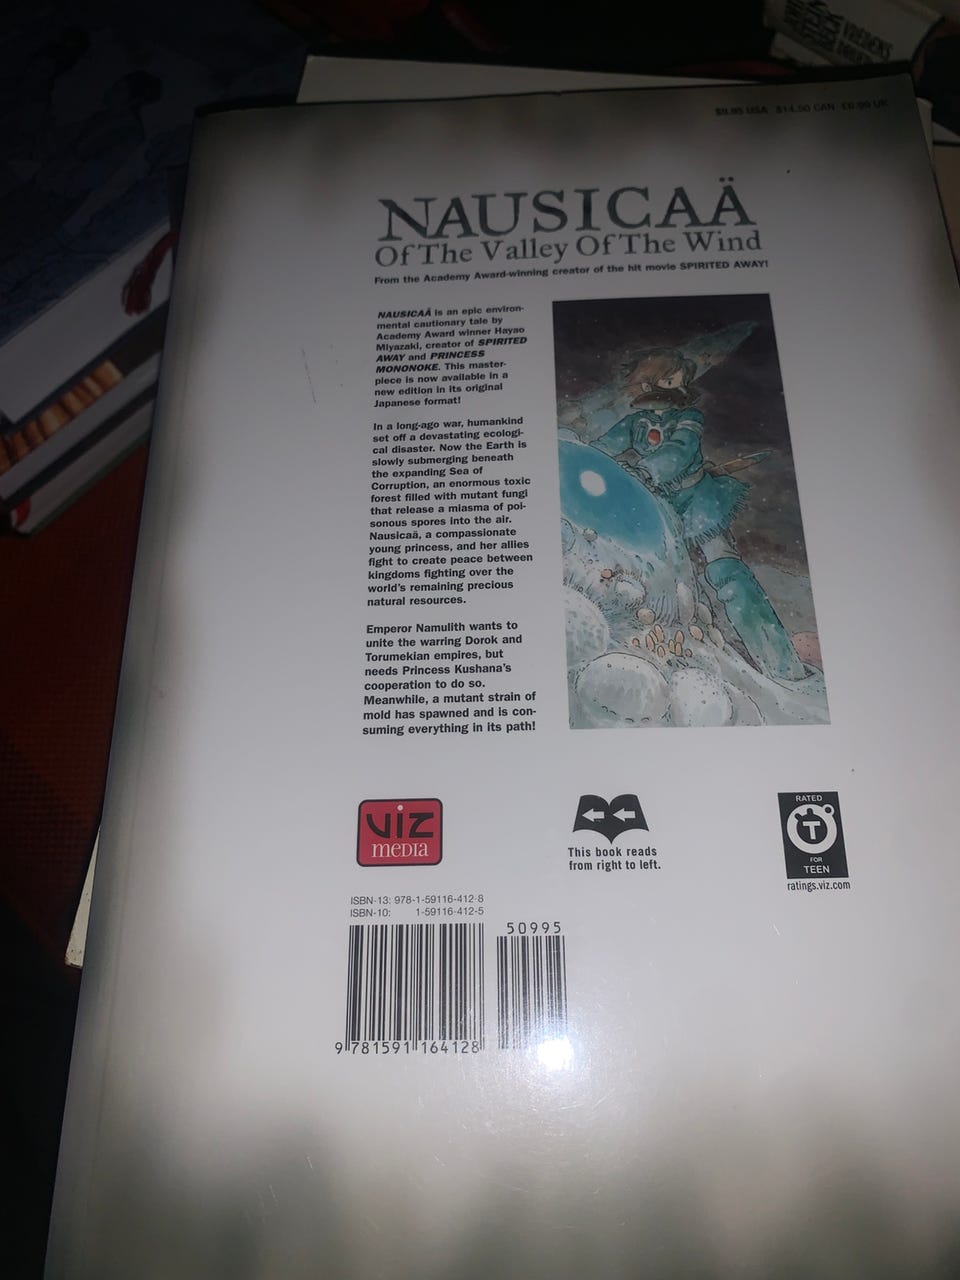 VREDENS
$9.95 USA $14.50 CAN £6.99 UK
NAUSICAÄ
Of The Valley Of The Wind
From the Academy Award-winning creator of the hit movie SPIRITED AWAY!
NAUSICAÄ is an epic environ-
mental cautionary tale by
Academy Award winner Hayao
Miyazaki, creator of SPIRITED
AWAY and PRINCESS
MONONOKE. This master-
piece is now available in a
new edition in its original
Japanese format!
In a long-ago war, humankind
set off a devastating ecologi-
cal disaster. Now the Earth is
slowly submerging beneath
the expanding Sea of
Corruption, an enormous toxic
forest filled with mutant fungi
that release a miasma of poi-
sonous spores into the air.
Nausicaä, a compassionate
young princess, and her allies
fight to create peace between
kingdoms fighting over the
world's remaining precious
natural resources.
Emperor Namulith wants to
unite the warring Dorok and
Torumekian empires, but
needs Princess Kushana's
cooperation to do so.
Meanwhile, a mutant strain of
mold has spawned and is con-
suming everything in its path!
VIZ
MEDIA
This book reads
from right to left.
RATED
T
FOR
TEEN
ratings.viz.com
ISBN-13: 978-1-59116-412-8
ISBN-10: 1-59116-412-5
50995
9 781591 164128